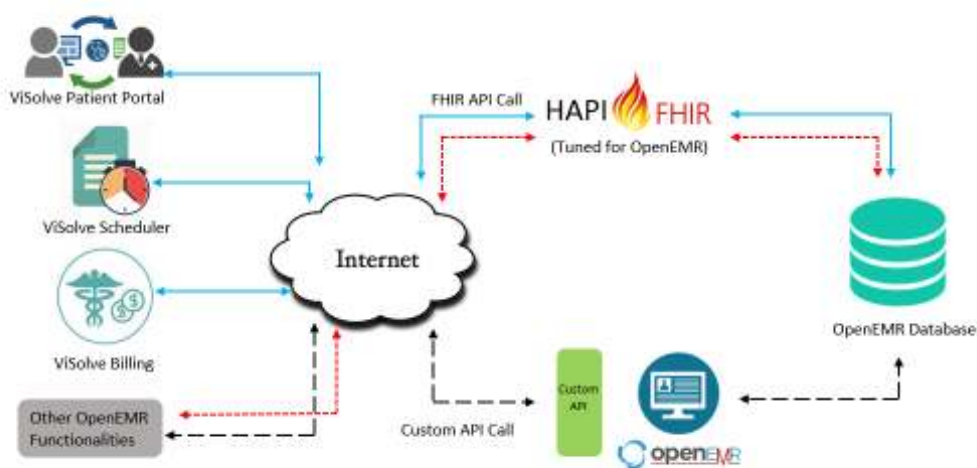 ViSolve Patient Portal
FHIR API Call
HAPI FHIR
(Tuned for OpenEMR)
ViSolve Scheduler
Internet
OpenEMR Database
ViSolve Billing
Custom
API
Other OpenEMR
Functionalities
Custom API Call
openEMR